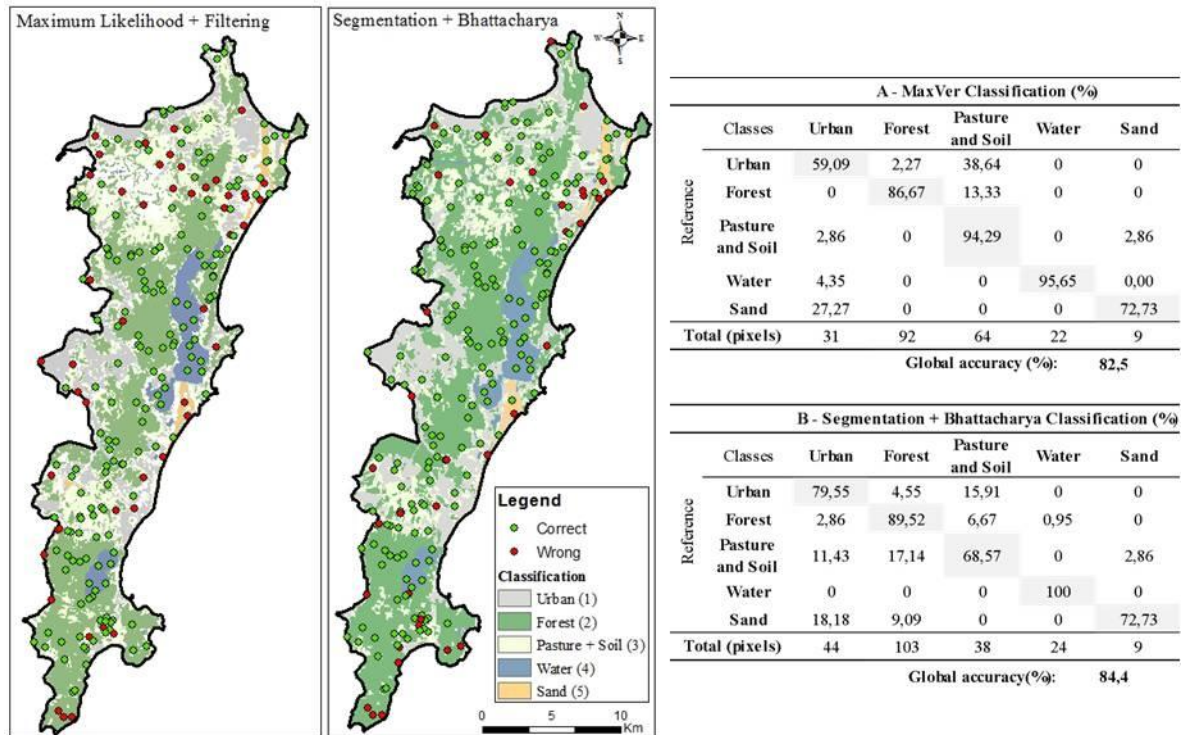 Maximum Likelihood + Filtering
Segmentation + Bhattacharya
N
W E
S
Legend
Correct
Wrong
Classification
Urban (1)
Forest (2)
Pasture + Soil (3)
Water (4)
Sand (5)
0 5 10
Km
A - MaxVer Classification (%)
Classes Urban Forest Pasture and Soil Water Sand
Reference
Urban 59,09 2,27 38,64 0 0
Forest 0 86,67 13,33 0 0
Pasture and Soil 2,86 0 94,29 0 2,86
Water 4,35 0 0 95,65 0,00
Sand 27,27 0 0 0 72,73
Total (pixels) 31 92 64 22 9
Global accuracy (%): 82,5
B - Segmentation + Bhattacharya Classification (%)
Classes Urban Forest Pasture and Soil Water Sand
Reference
Urban 79,55 4,55 15,91 0 0
Forest 2,86 89,52 6,67 0,95 0
Pasture and Soil 11,43 17,14 68,57 0 2,86
Water 0 0 0 100 0
Sand 18,18 9,09 0 0 72,73
Total (pixels) 44 103 38 24 9
Global accuracy(%): 84,4